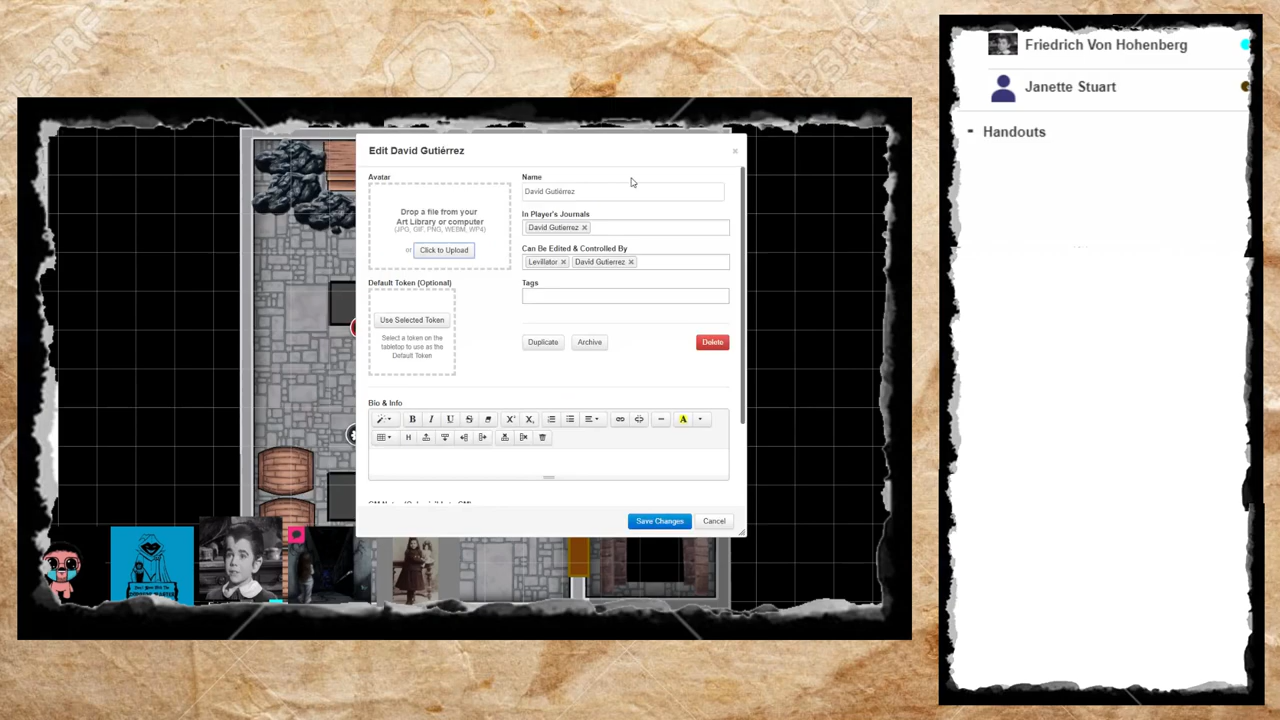 Friedrich Von Hohenberg
Janette Stuart
Handouts
Edit David Gutiérrez
Avatar
Drop a file from your
Art Library or computer
(JPG, GIF, PNG, WEBM, WP4)
or Click to Upload
Name
David Gutiérrez
In Player's Journals
David Gutierrez
Can Be Edited & Controlled By
Levillator David Gutierrez
Default Token (Optional)
Use Selected Token
Select a token on the
tabletop to use as the
Default Token
Tags
Duplicate Archive Delete
Bio & Info
Save Changes Cancel